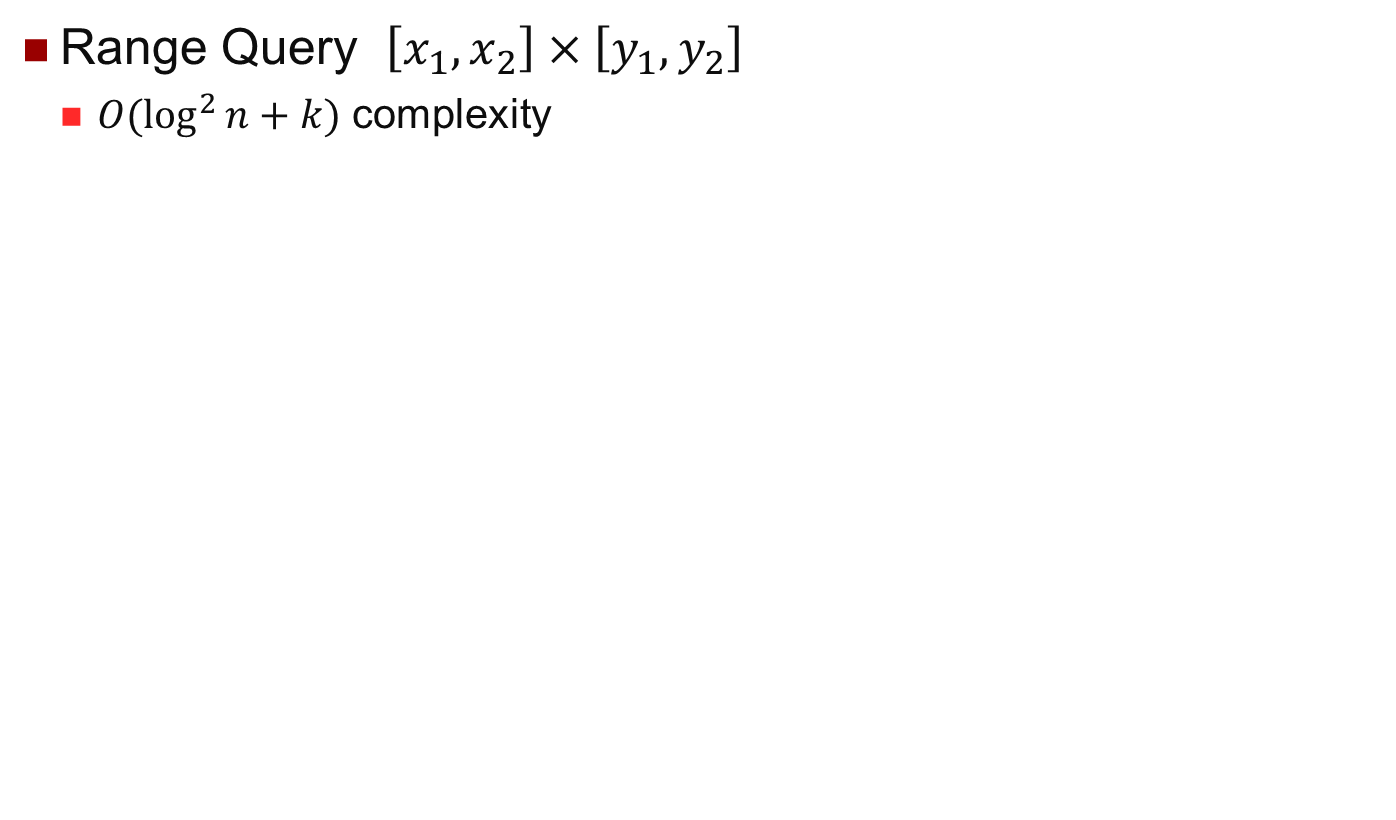 Range Query [x₁, x₂] × [y₁, y₂]
O(log² n + k) complexity